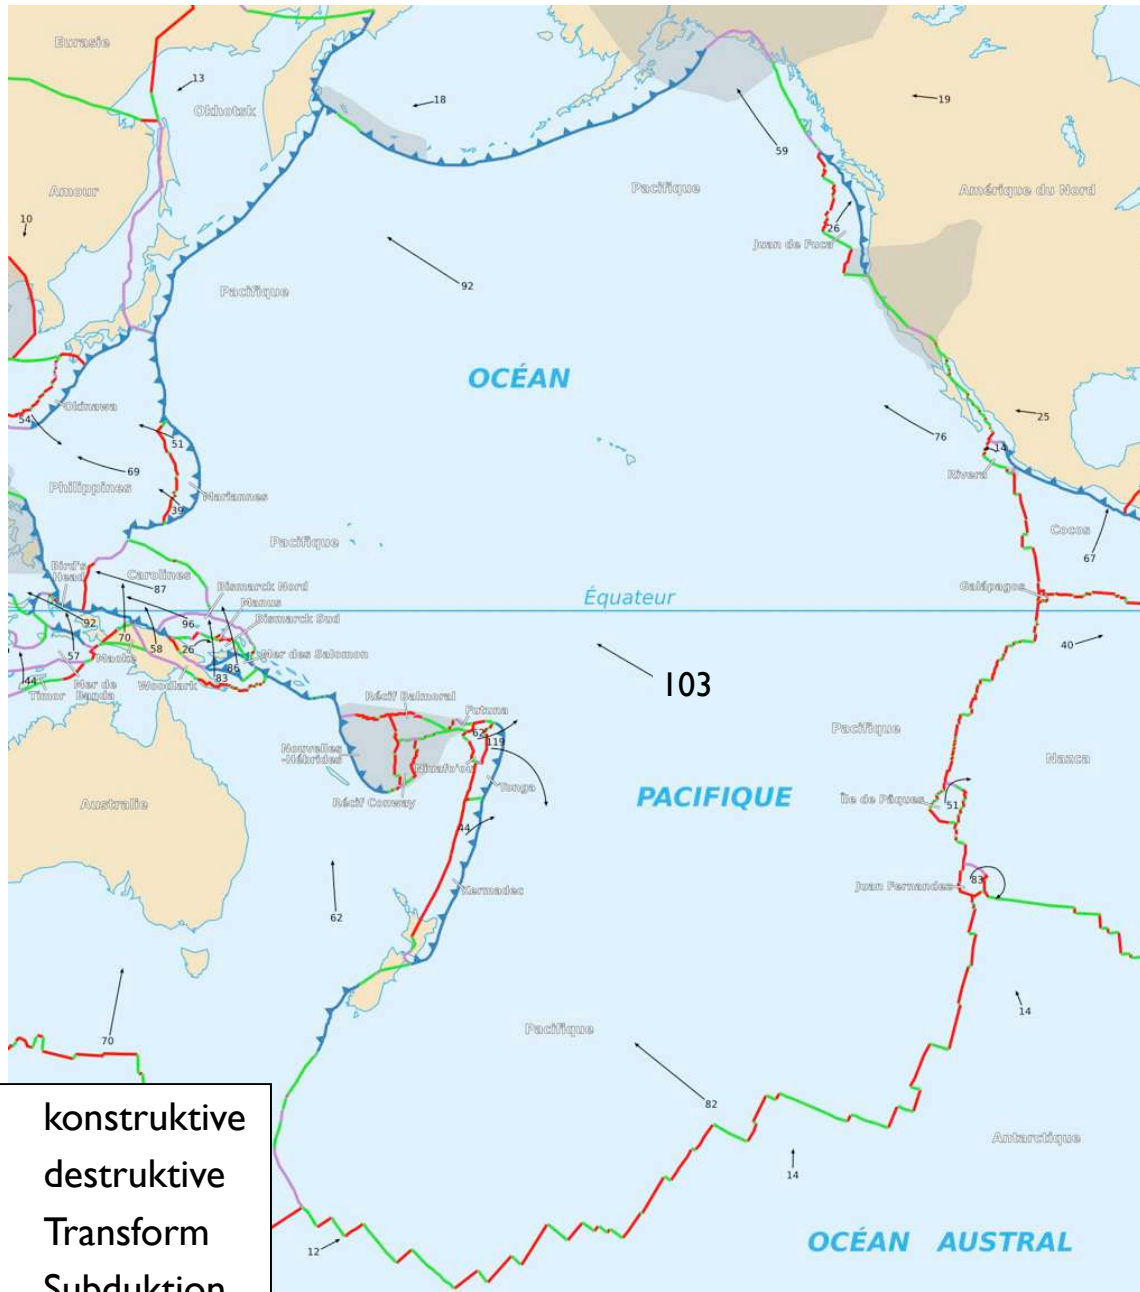 Eurasie
13
Okhotsk
18
19
59
Amour
Pacifique
Amérique du Nord
10
26
Juan de Fuca
Pacifique
92
OCÉAN
Okinawa
54
25
76
51
14
69
Rivera
Philippines
Mariannes
39
Cocos
Pacifique
67
Bird's
Head
Carolines
87
Bismarck Nord
Galápagos
Équateur
Manus
92
96
Bismarck Sud
70
58
26
40
57
Maoke
86
Mer des Salomon
83
103
44
Timor
Mer de
Banda
Woodlark
Récif Balmoral
Futuna
Pacifique
62
119
Nouvelles
-Hébrides
Niuafo'ou
Nazca
Tonga
PACIFIQUE
Australie
Récif Conway
Île de Pâques
51
44
83
Juan Fernandes
Kermadec
62
14
Pacifique
70
82
konstruktive
Antarctique
destruktive
14
Transform
12
OCÉAN AUSTRAL
Subduktion